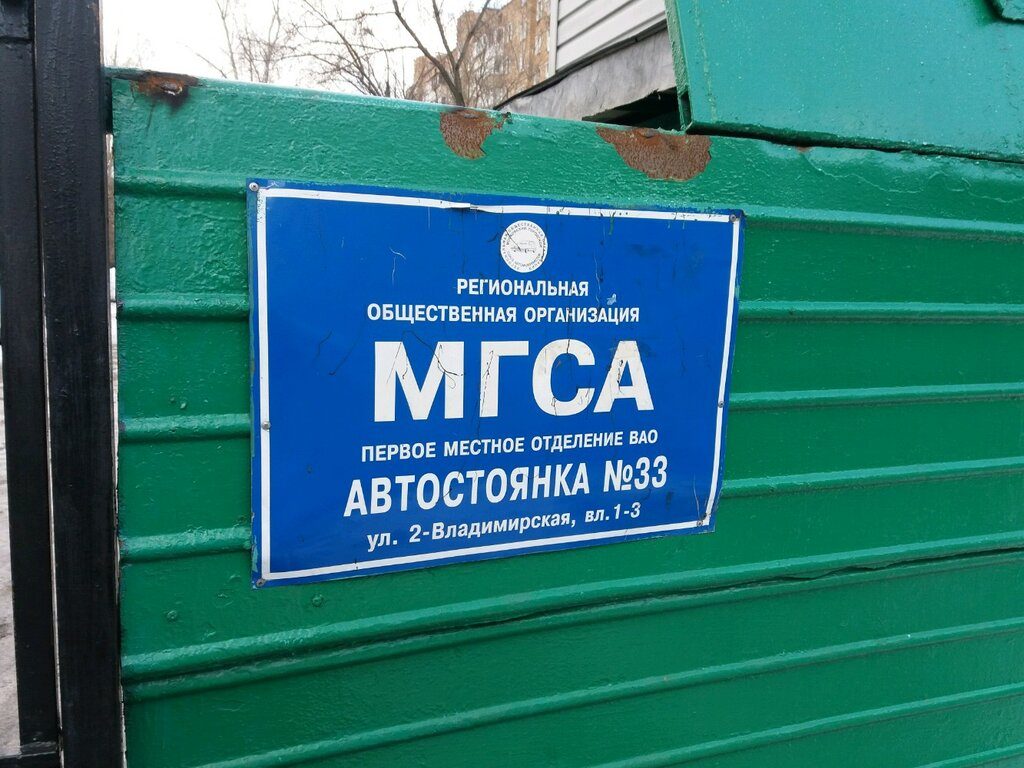 РЕГИОНАЛЬНАЯ
ОБЩЕСТВЕННАЯ ОРГАНИЗАЦИЯ
МГСА
ПЕРВОЕ МЕСТНОЕ ОТДЕЛЕНИЕ ВАО
АВТОСТОЯНКА №33
ул. 2-Владимирская, вл.1-3